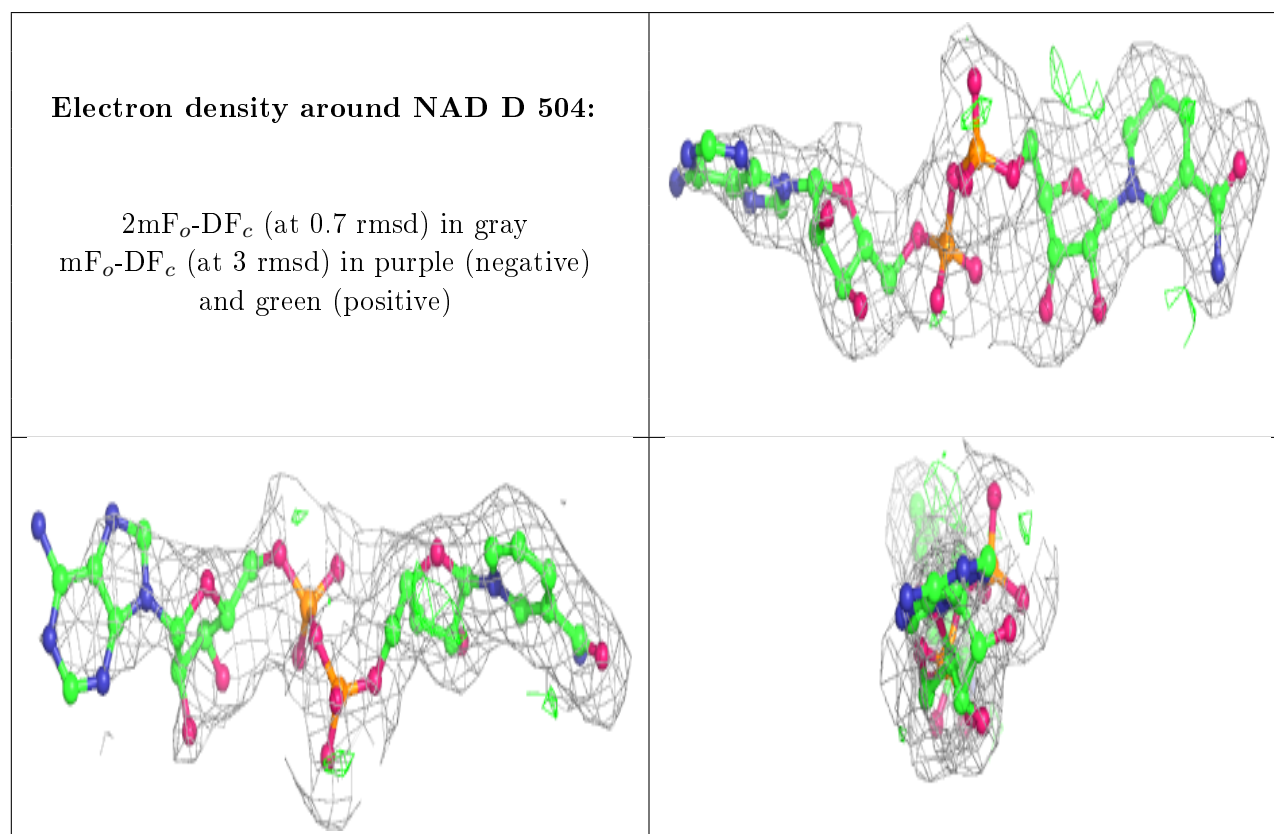 Electron density around NAD D 504:
2mFₒ-DF𝑐 (at 0.7 rmsd) in gray
mFₒ-DF𝑐 (at 3 rmsd) in purple (negative)
and green (positive)